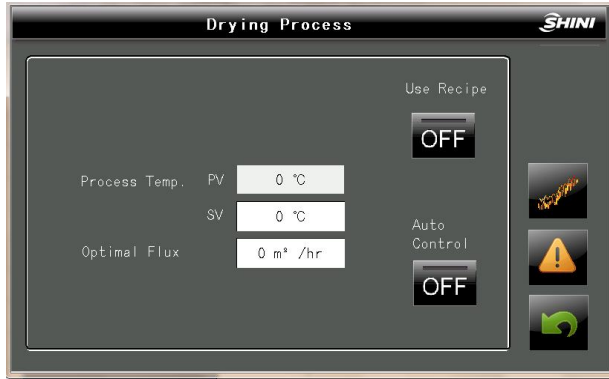 Drying Process
SHINI
Use Recipe
OFF
Process Temp. PV 0 ℃
SV 0 ℃
Auto
Control
Optimal Flux 0 m³ /hr
OFF